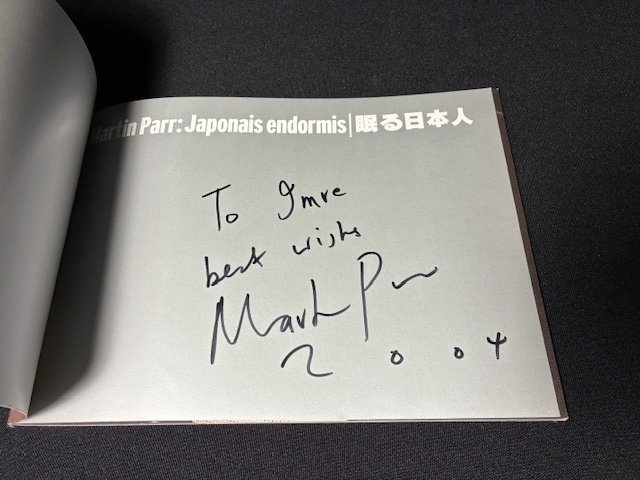 Martin Parr: Japonais endormis|眠る日本人
To Imre
best wishes
Martin Parr
2004